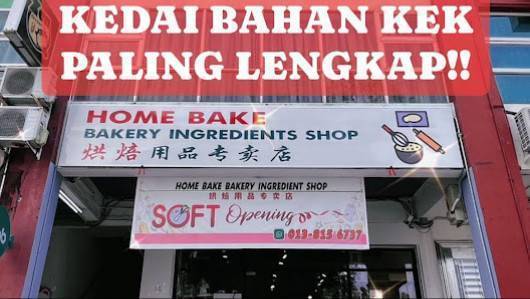 KEDAI BAHAN KEK
PALING LENGKAP!!
HOME BAKE
BAKERY INGREDIENTS SHOP
烘焙用品专卖店
HOME BAKE BAKERY INGREDIENT SHOP
烘焙用品专卖店
SOFT Opening
013-815 6737